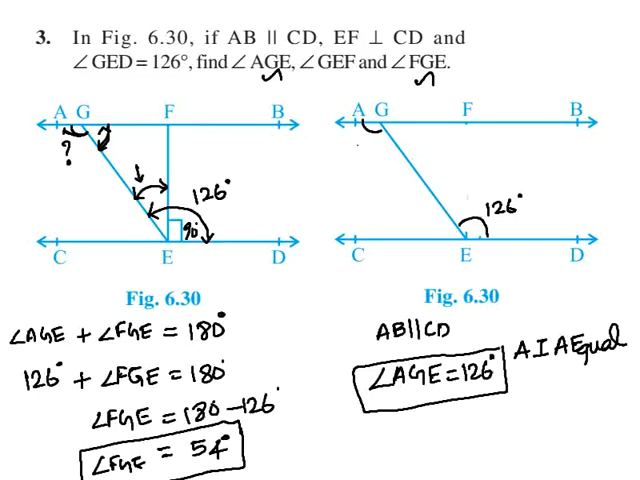 3. In Fig. 6.30, if AB || CD, EF ⊥ CD and
∠GED = 126°, find ∠AGE, ∠GEF and ∠FGE.
A G F B
? 126° 90°
C E D
Fig. 6.30
∠AGE + ∠FGE = 180°
126° + ∠FGE = 180°
∠FGE = 180 - 126°
∠FGE = 54°
A G F B
126°
C E D
Fig. 6.30
AB||CD
∠AGE = 126° AIAEqual